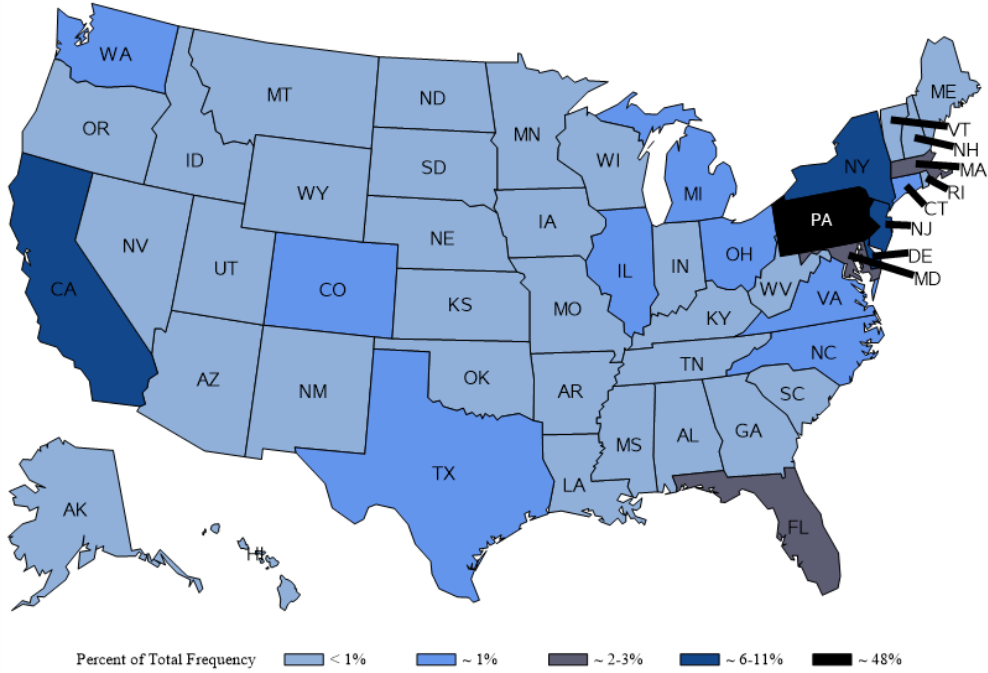 WA
MT
ND
MN
ME
OR
ID
SD
WI
NY
VT
NH
MA
WY
MI
RI
CT
NV
NE
IA
PA
NJ
UT
CO
IL
IN
OH
DE
MD
CA
KS
MO
WV
VA
KY
AZ
NM
OK
AR
TN
NC
SC
TX
LA
MS
AL
GA
AK
HI
FL
Percent of Total Frequency < 1% ~ 1% ~ 2-3% ~ 6-11% ~ 48%